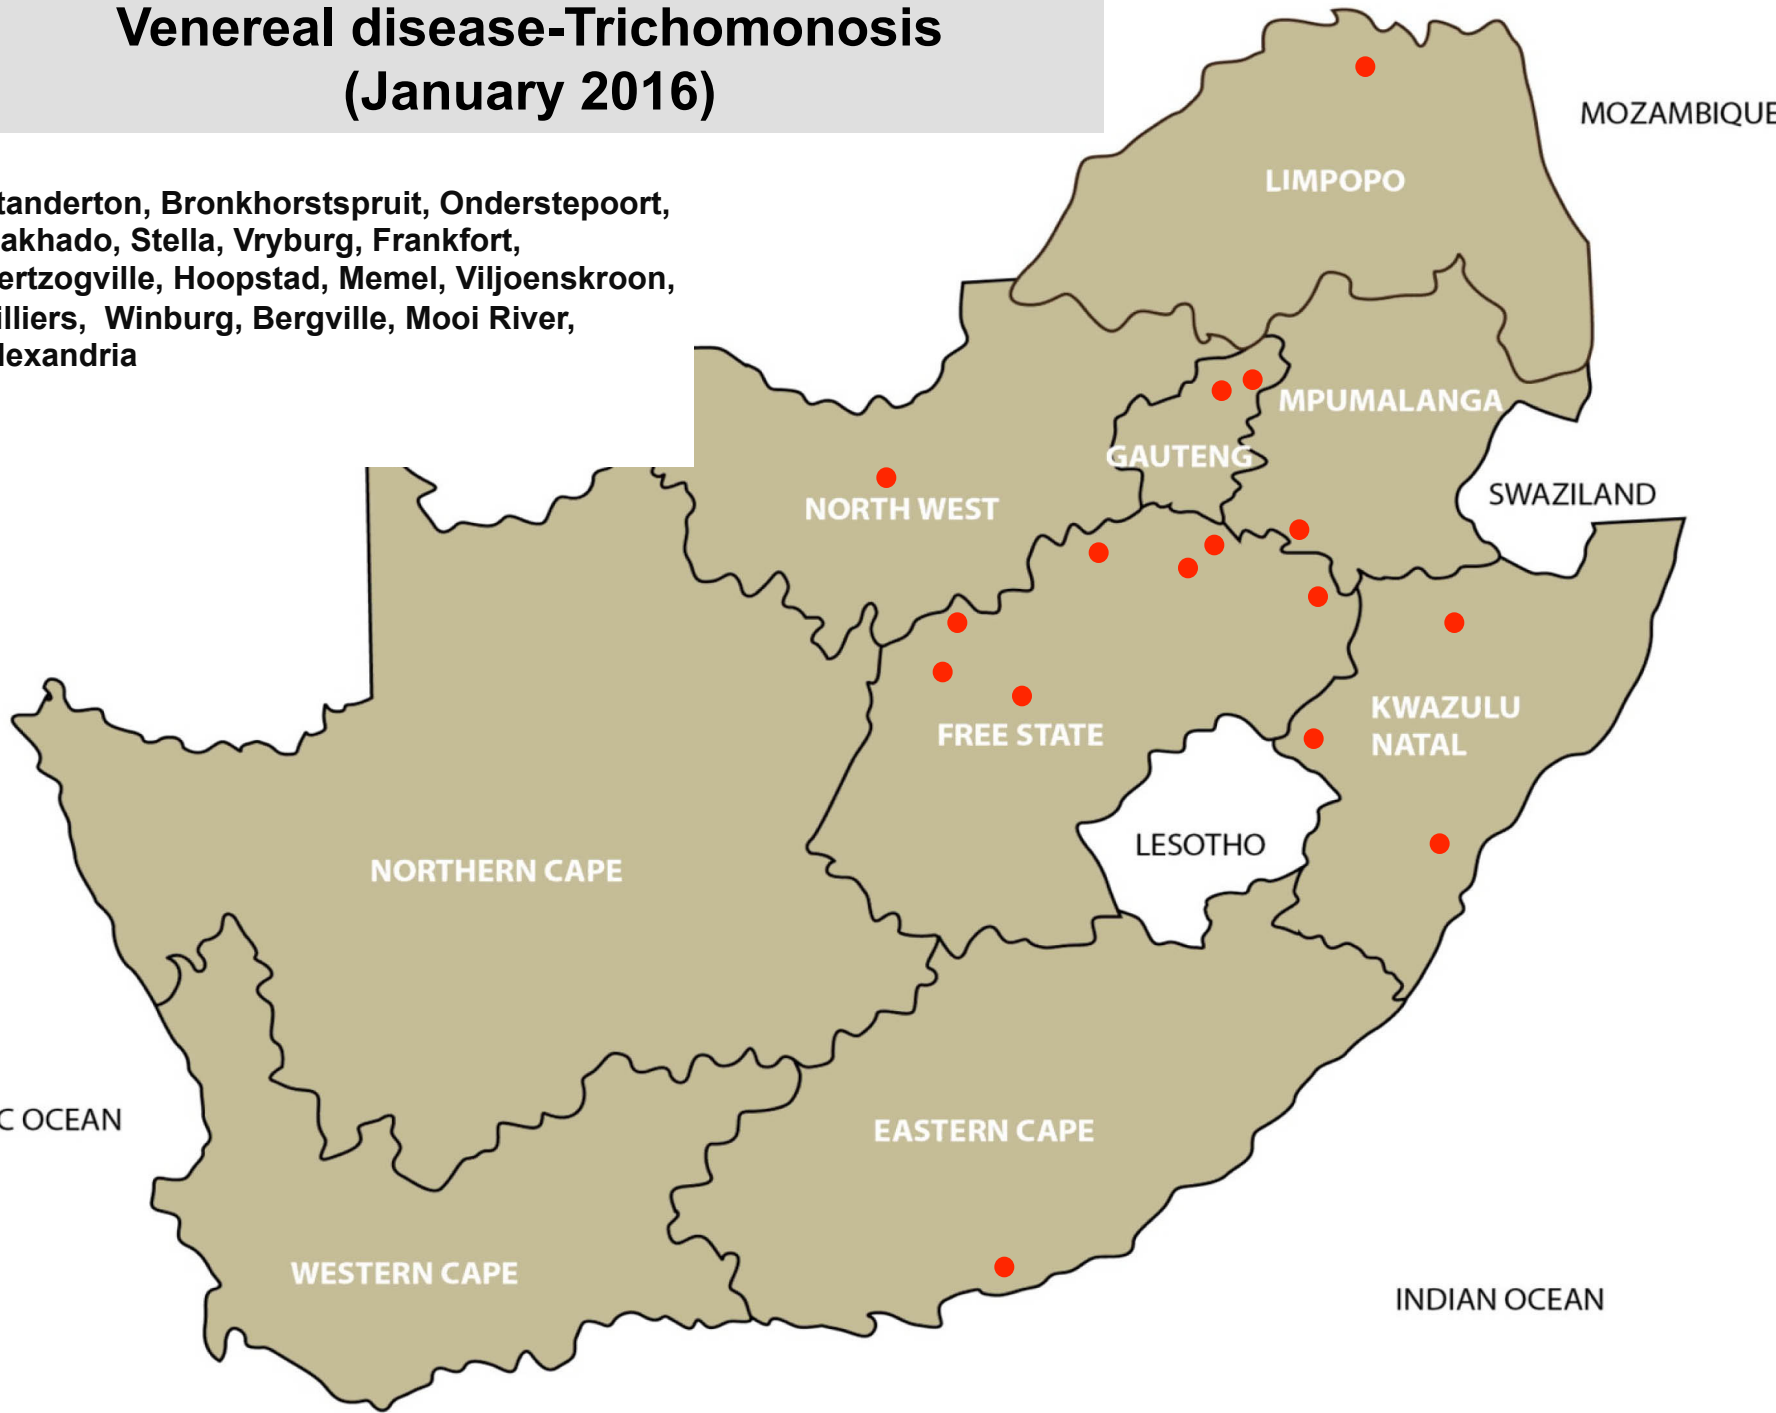 Venereal disease-Trichomonosis
(January 2016)
tanderton, Bronkhorstspruit, Onderstepoort,
akhado, Stella, Vryburg, Frankfort,
ertzogville, Hoopstad, Memel, Viljoenskroon,
illiers, Winburg, Bergville, Mooi River,
lexandria
MOZAMBIQUE
LIMPOPO
MPUMALANGA
GAUTENG
SWAZILAND
NORTH WEST
KWAZULU
NATAL
FREE STATE
LESOTHO
NORTHERN CAPE
C OCEAN
EASTERN CAPE
WESTERN CAPE
INDIAN OCEAN